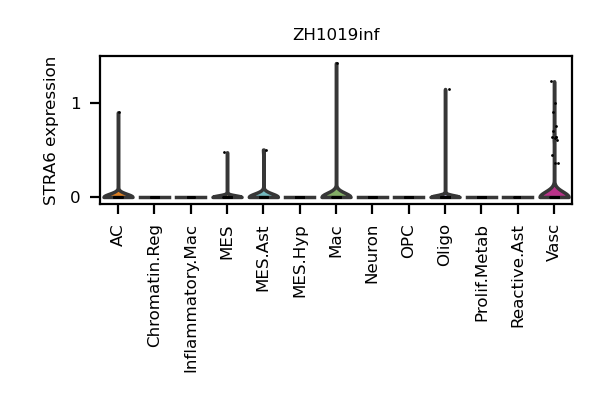 ZH1019inf
STRA6 expression
1
0
AC
Chromatin.Reg
Inflammatory.Mac
MES
MES.Ast
MES.Hyp
Mac
Neuron
OPC
Oligo
Prolif.Metab
Reactive.Ast
Vasc